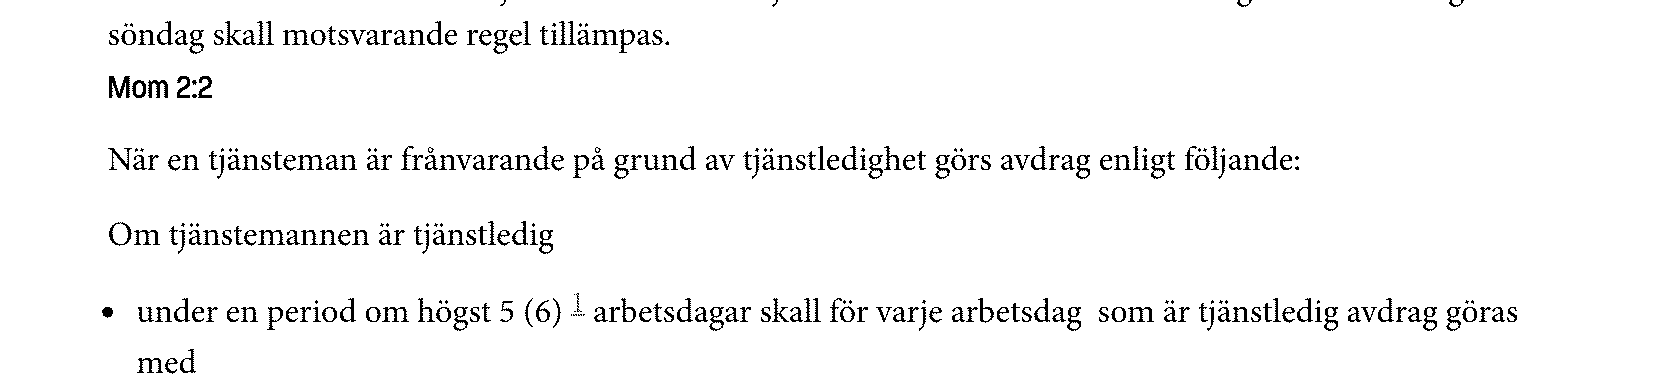 söndag skall motsvarande regel tillämpas.
Mom 2:2
När en tjänsteman är frånvarande på grund av tjänstledighet görs avdrag enligt följande:
Om tjänstemannen är tjänstledig
• under en period om högst 5 (6) 1 arbetsdagar skall för varje arbetsdag som är tjänstledig avdrag göras
med